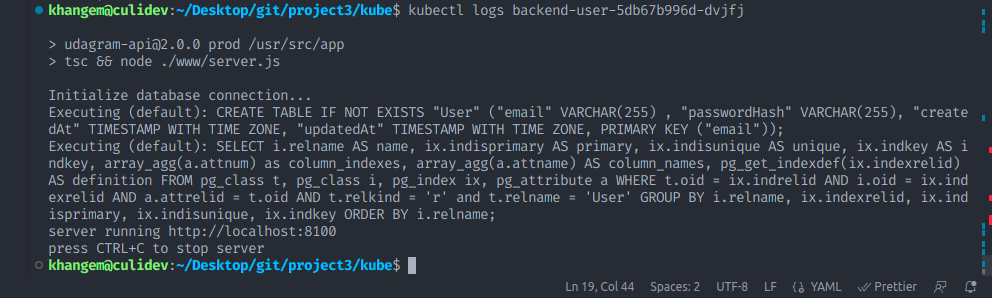 khangem@culidev:~/Desktop/git/project3/kube$ kubectl logs backend-user-5db67b996d-dvjfj
> udagram-api@2.0.0 prod /usr/src/app
> tsc && node ./www/server.js
Initialize database connection...
Executing (default): CREATE TABLE IF NOT EXISTS "User" ("email" VARCHAR(255) , "passwordHash" VARCHAR(255), "create
dAt" TIMESTAMP WITH TIME ZONE, "updatedAt" TIMESTAMP WITH TIME ZONE, PRIMARY KEY ("email"));
Executing (default): SELECT i.relname AS name, ix.indisprimary AS primary, ix.indisunique AS unique, ix.indkey AS i
ndkey, array_agg(a.attnum) as column_indexes, array_agg(a.attname) AS column_names, pg_get_indexdef(ix.indexrelid)
AS definition FROM pg_class t, pg_class i, pg_index ix, pg_attribute a WHERE t.oid = ix.indrelid AND i.oid = ix.ind
exrelid AND a.attrelid = t.oid AND t.relkind = 'r' and t.relname = 'User' GROUP BY i.relname, ix.indexrelid, ix.ind
isprimary, ix.indisunique, ix.indkey ORDER BY i.relname;
server running http://localhost:8100
press CTRL+C to stop server
khangem@culidev:~/Desktop/git/project3/kube$
Ln 19, Col 44 Spaces: 2 UTF-8 LF YAML Prettier